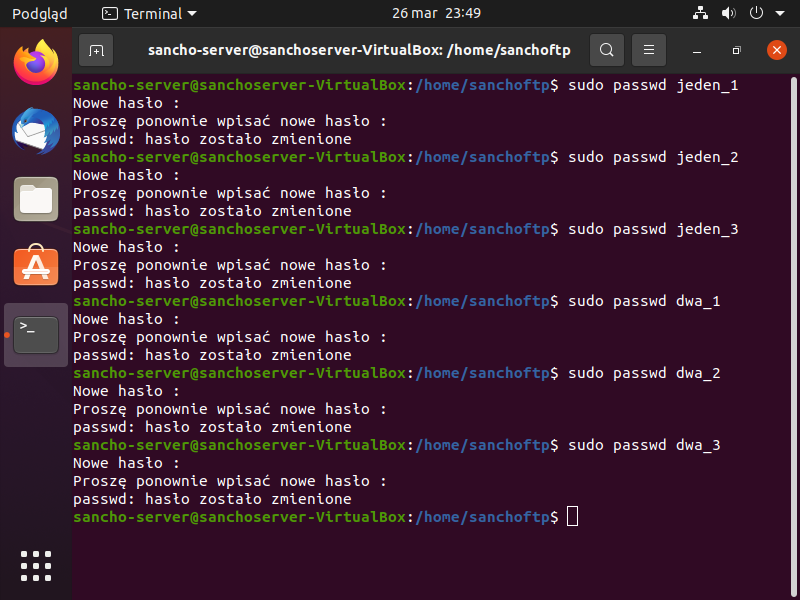 Podgląd Terminal 26 mar 23:49
sancho-server@sanchoserver-VirtualBox: /home/sanchoftp
sancho-server@sanchoserver-VirtualBox:/home/sanchoftp$ sudo passwd jeden_1
Nowe hasło :
Proszę ponownie wpisać nowe hasło :
passwd: hasło zostało zmienione
sancho-server@sanchoserver-VirtualBox:/home/sanchoftp$ sudo passwd jeden_2
Nowe hasło :
Proszę ponownie wpisać nowe hasło :
passwd: hasło zostało zmienione
sancho-server@sanchoserver-VirtualBox:/home/sanchoftp$ sudo passwd jeden_3
Nowe hasło :
Proszę ponownie wpisać nowe hasło :
passwd: hasło zostało zmienione
sancho-server@sanchoserver-VirtualBox:/home/sanchoftp$ sudo passwd dwa_1
Nowe hasło :
Proszę ponownie wpisać nowe hasło :
passwd: hasło zostało zmienione
sancho-server@sanchoserver-VirtualBox:/home/sanchoftp$ sudo passwd dwa_2
Nowe hasło :
Proszę ponownie wpisać nowe hasło :
passwd: hasło zostało zmienione
sancho-server@sanchoserver-VirtualBox:/home/sanchoftp$ sudo passwd dwa_3
Nowe hasło :
Proszę ponownie wpisać nowe hasło :
passwd: hasło zostało zmienione
sancho-server@sanchoserver-VirtualBox:/home/sanchoftp$